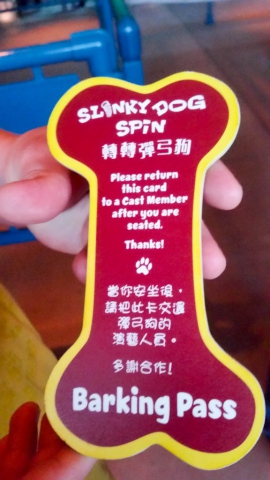 SLINKY DOG
SPIN
轉轉彈弓狗
Please return
this card
to a Cast Member
after you are
seated.
Thanks!
當你安坐後，
請把此卡交還
彈弓狗的
演藝人員。
多謝合作！
Barking Pass